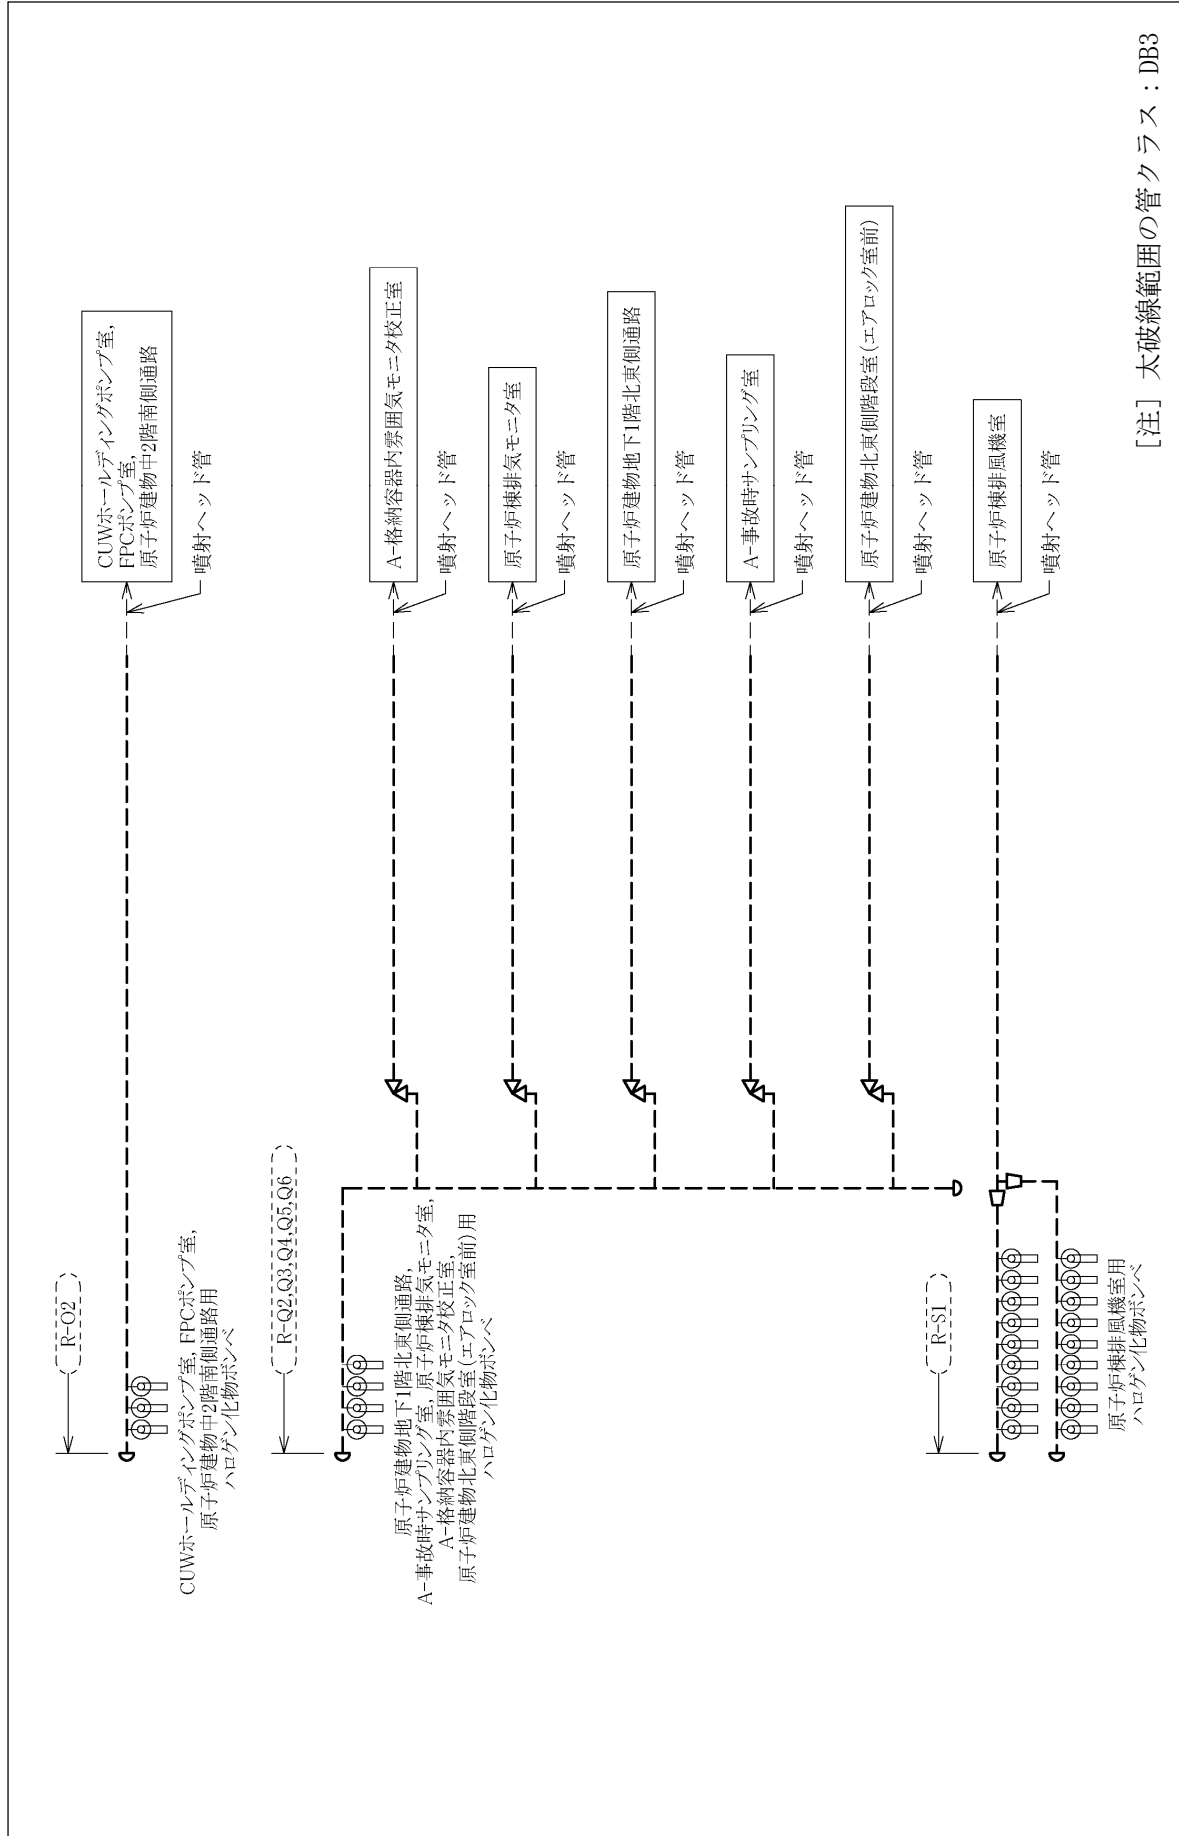 R-O2
CUWホールディングポンプ室, FPCポンプ室,
原子炉建物中2階南側通路用
ハロゲン化物ボンベ
CUWホールディングポンプ室,
FPCポンプ室,
原子炉建物中2階南側通路
噴射ヘッド管
R-Q2,Q3,Q4,Q5,Q6
原子炉建物地下1階北東側通路,
A-事故時サンプリング室, 原子炉棟排気モニタ室,
A-格納容器内雰囲気モニタ校正室,
原子炉建物北東側階段室(エアロック室前)用
ハロゲン化物ボンベ
A-格納容器内雰囲気モニタ校正室
噴射ヘッド管
原子炉棟排気モニタ室
噴射ヘッド管
原子炉建物地下1階北東側通路
噴射ヘッド管
A-事故時サンプリング室
噴射ヘッド管
原子炉建物北東側階段室(エアロック室前)
噴射ヘッド管
R-S1
原子炉棟排風機室用
ハロゲン化物ボンベ
原子炉棟排風機室
噴射ヘッド管
[注] 太破線範囲の管クラス:DB3